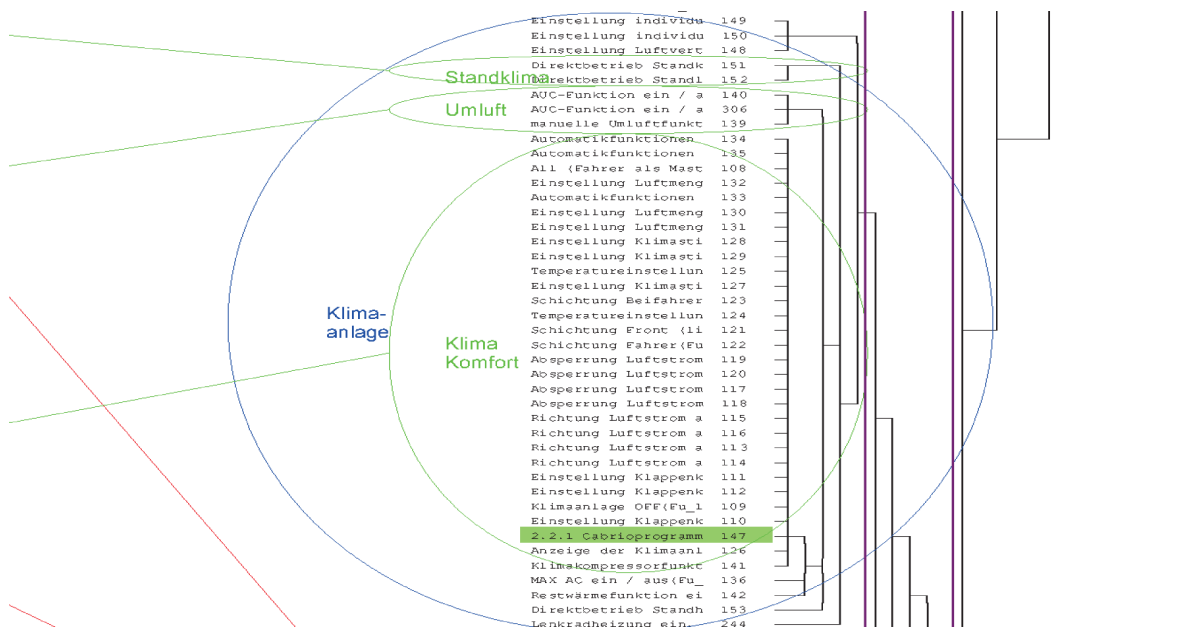 Einstellung individu 149
Einstellung individu 150
Einstellung Luftvert 148
Direktbetrieb Standk 151
Standklima
Direktbetrieb Standl 152
AUC-Funktion ein / a 140
Umluft
AUC-Funktion ein / a 306
manuelle Umluftfunkt 139
Automatikfunktionen 134
Automatikfunktionen 135
All (Fahrer als Mast 108
Einstellung Luftmeng 132
Automatikfunktionen 133
Einstellung Luftmeng 130
Einstellung Luftmeng 131
Einstellung Klimasti 128
Einstellung Klimasti 129
Temperatureinstellun 125
Einstellung Klimasti 127
Schichtung Beifahrer 123
Temperatureinstellun 124
Schichtung Front (li 121
Schichtung Fahrer(Fu 122
Klima-
anlage
Klima
Komfort
Absperrung Luftstrom 119
Absperrung Luftstrom 120
Absperrung Luftstrom 117
Absperrung Luftstrom 118
Richtung Luftstrom a 115
Richtung Luftstrom a 116
Richtung Luftstrom a 113
Richtung Luftstrom a 114
Einstellung Klappenk 111
Einstellung Klappenk 112
Klimaanlage OFF(Fu_l 109
Einstellung Klappenk 110
2.2.1 Cabrioprogramm 147
Anzeige der Klimaanl 126
Klimakompressorfunkt 141
MAX AC ein / aus(Fu_ 136
Restwärmefunktion ei 142
Direktbetrieb Standh 153
Lenkradheizung ein 244